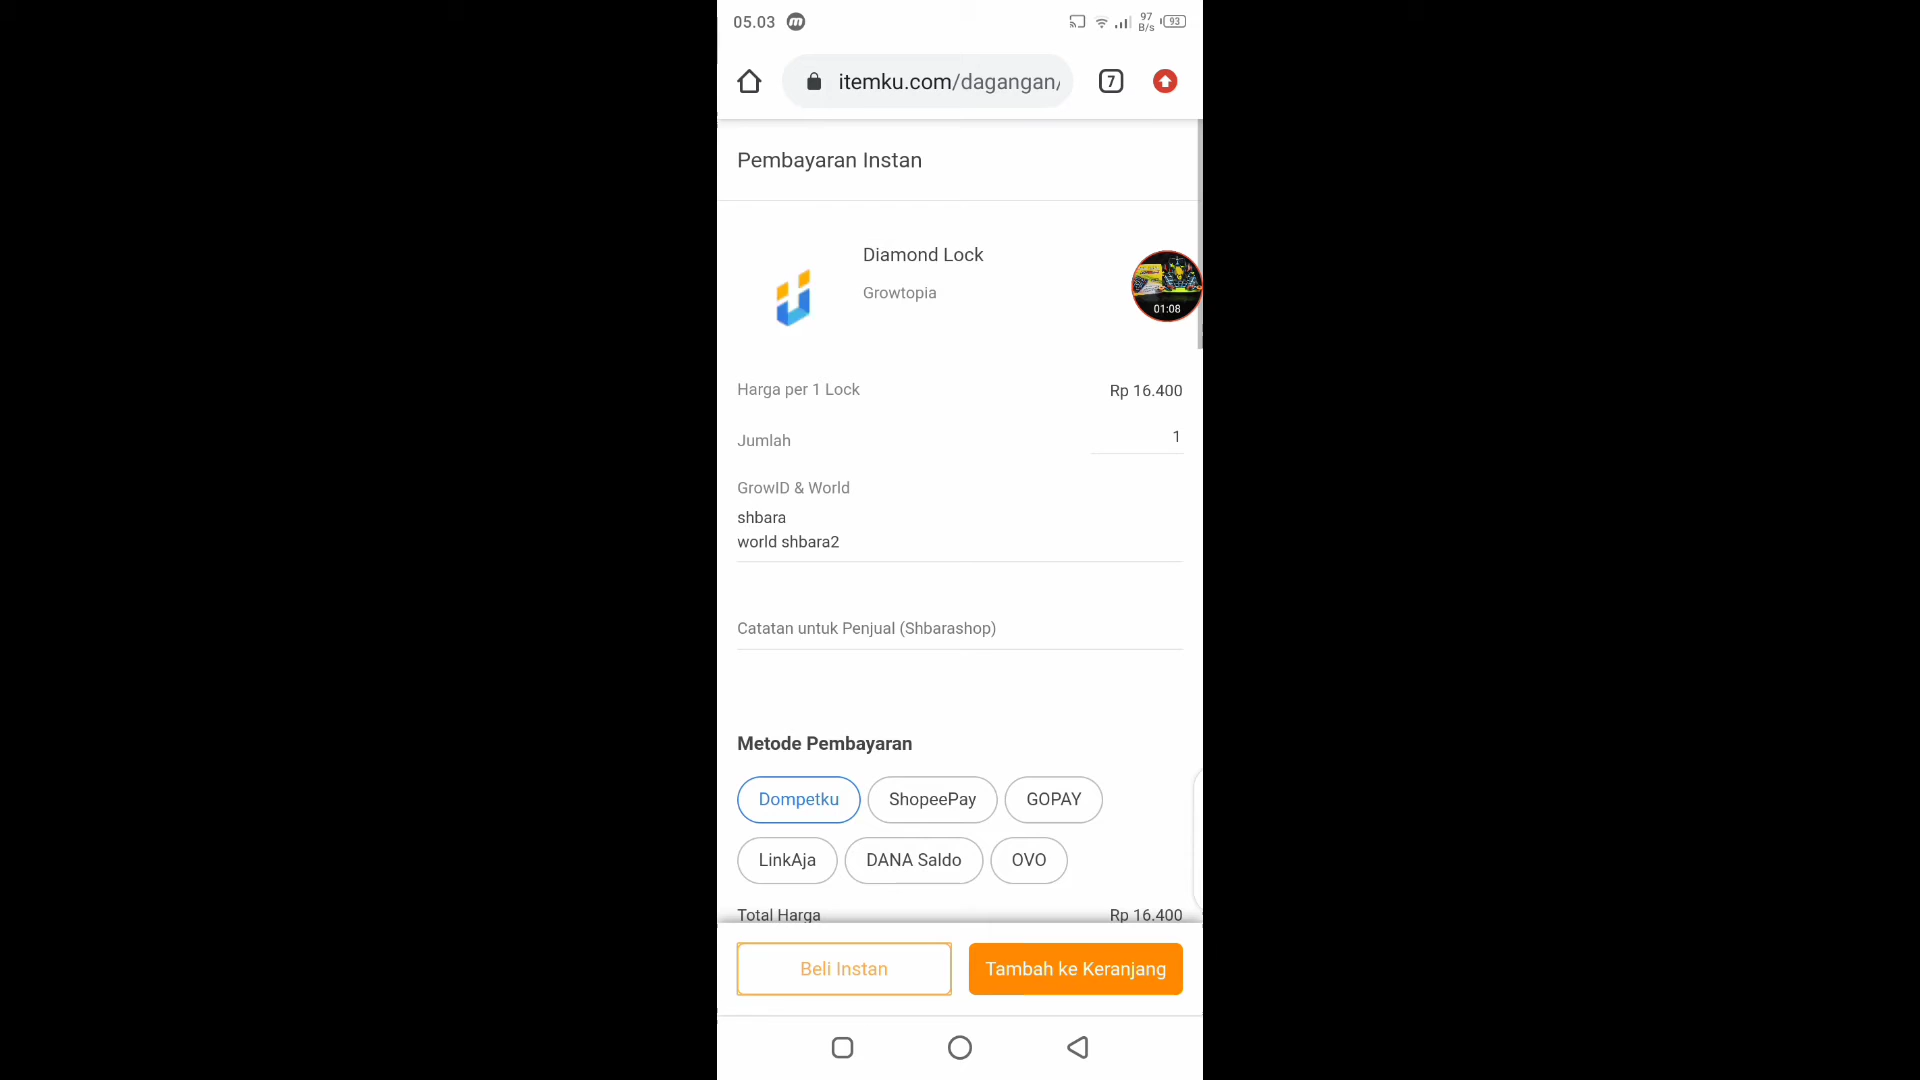 05.03
97
B/s
93
itemku.com/dagangan/
7
Pembayaran Instan
Diamond Lock
Growtopia
01:08
Harga per 1 Lock
Rp 16.400
Jumlah
1
GrowID & World
shbara
world shbara2
Catatan untuk Penjual (Shbarashop)
Metode Pembayaran
Dompetku ShopeePay GOPAY
LinkAja DANA Saldo OVO
Total Harga Rp 16.400
Beli Instan Tambah ke Keranjang